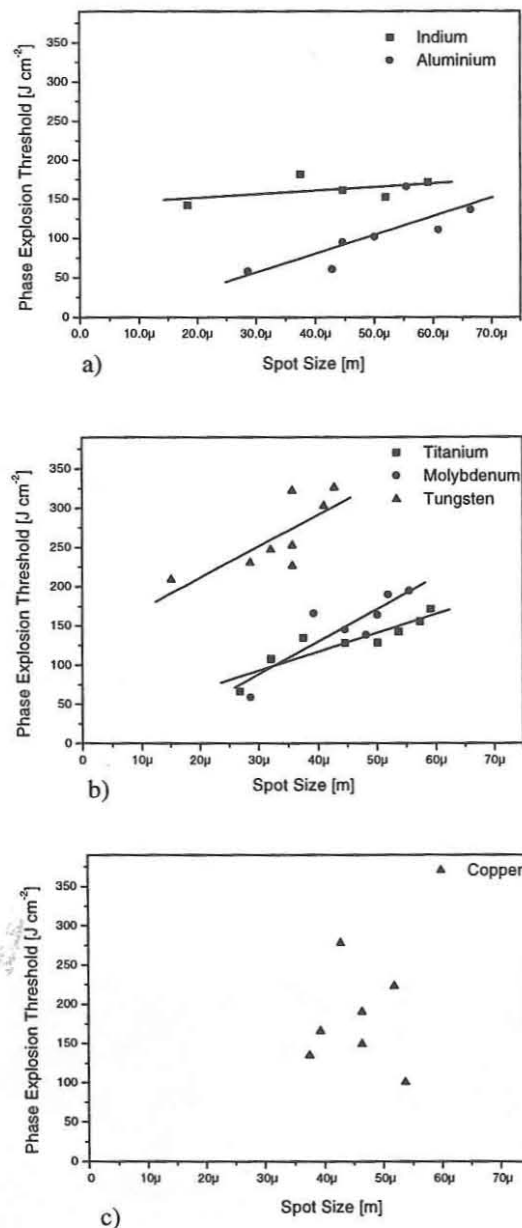 350
300
250
200
150
100
50
0
Phase Explosion Threshold [J cm-2]
■ Indium
● Aluminium
0.0 10.0µ 20.0µ 30.0µ 40.0µ 50.0µ 60.0µ 70.0µ
Spot Size [m]
a)
350
300
250
200
150
100
50
0
Phase Explosion Threshold [J cm-2]
■ Titanium
● Molybdenum
▲ Tungsten
0 10µ 20µ 30µ 40µ 50µ 60µ 70µ
Spot Size [m]
b)
350
300
250
200
150
100
50
0
Phase Explosion Threshold [J cm-2]
▲ Copper
0 10µ 20µ 30µ 40µ 50µ 60µ 70µ
Spot Size [m]
c)